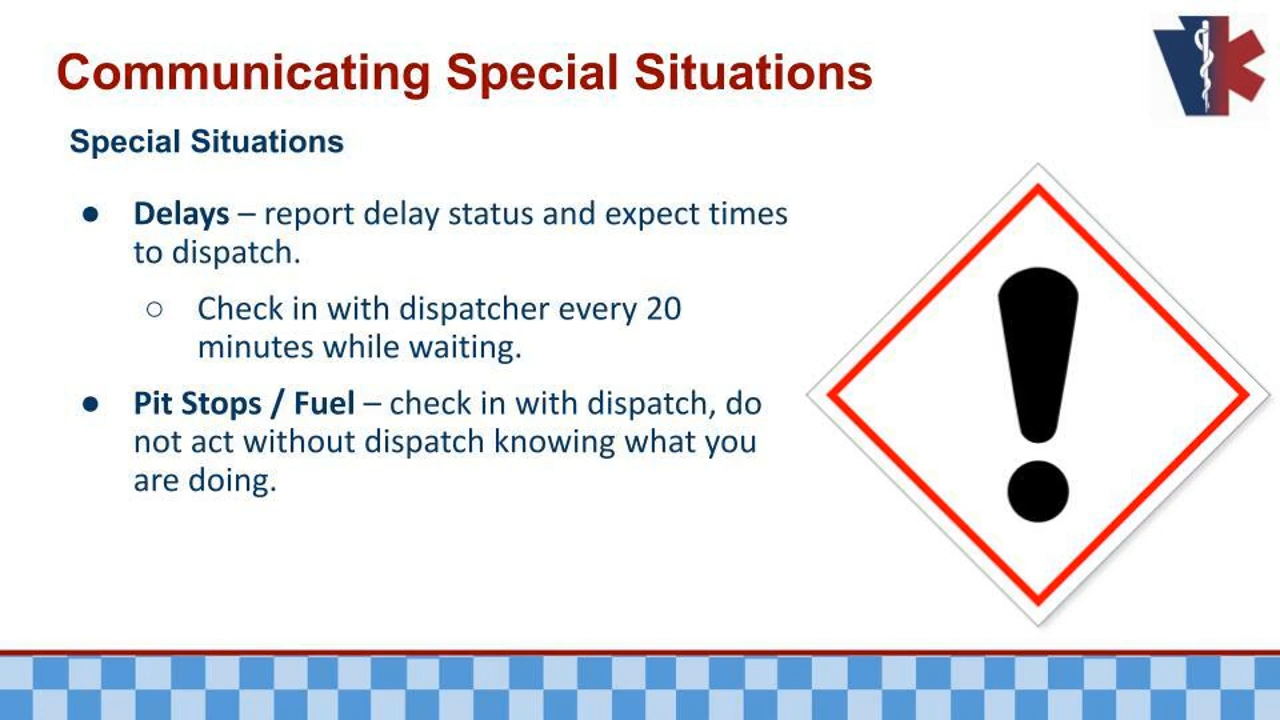 Communicating Special Situations
Special Situations
● Delays – report delay status and expect times
to dispatch.
○ Check in with dispatcher every 20
minutes while waiting.
● Pit Stops / Fuel – check in with dispatch, do
not act without dispatch knowing what you
are doing.